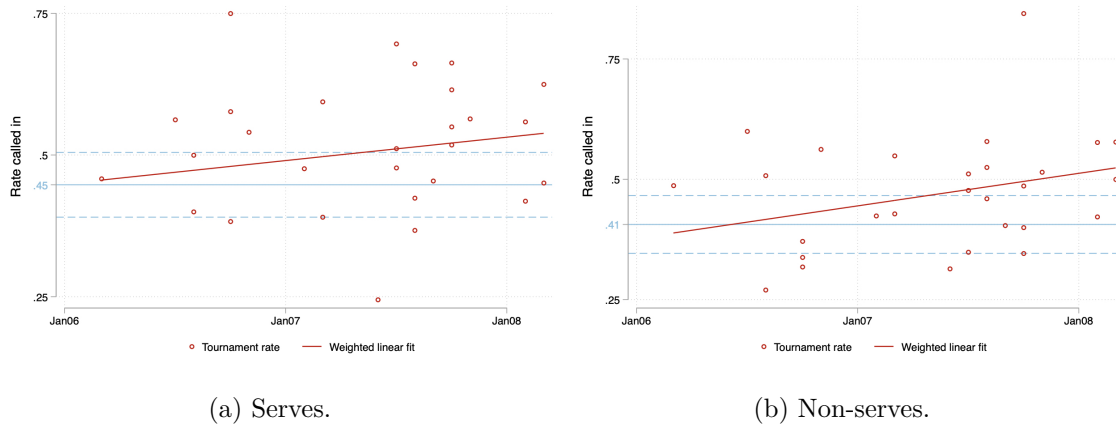 Rate called in
.75
.5
.45
.25
Jan06
Jan07
Jan08
Tournament rate
Weighted linear fit
(a) Serves.
Rate called in
.75
.5
.41
.25
Jan06
Jan07
Jan08
Tournament rate
Weighted linear fit
(b) Non-serves.